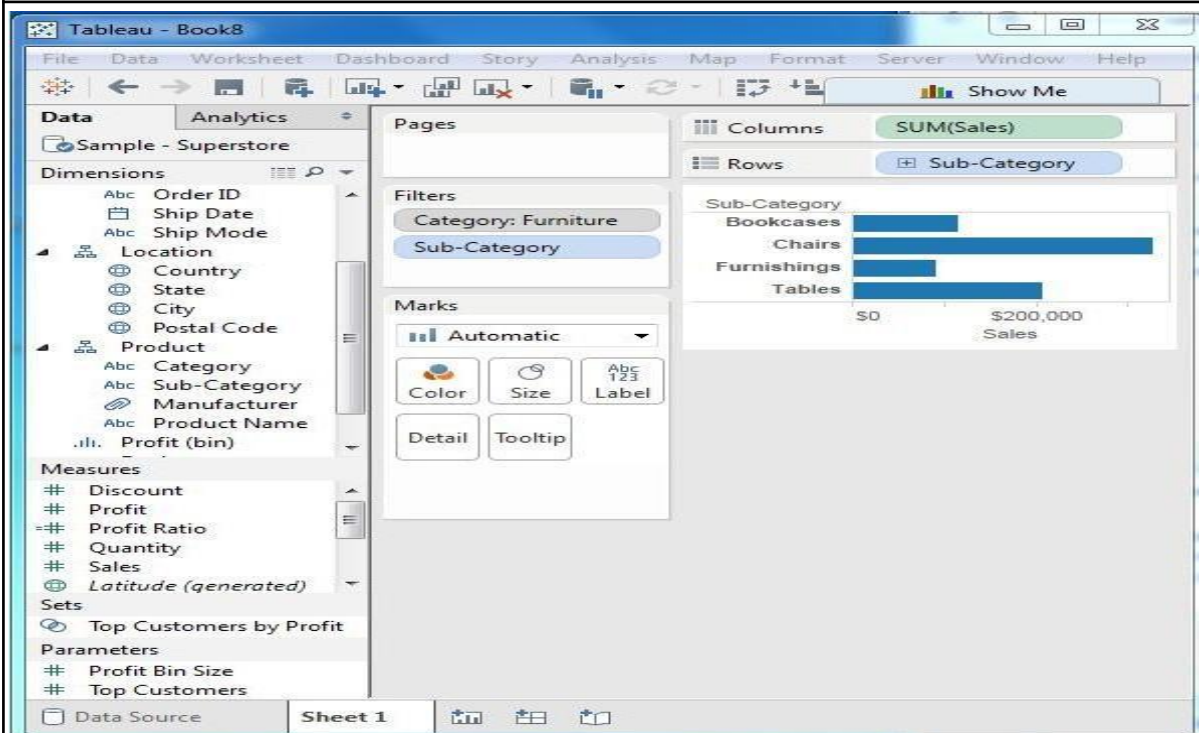 Tableau - Book8
File Data Worksheet Dashboard Story Analysis Map Format Server Window Help
Show Me
Data Analytics
Sample - Superstore
Dimensions
Abc Order ID
Ship Date
Abc Ship Mode
Location
Country
State
City
Postal Code
Product
Abc Category
Abc Sub-Category
Manufacturer
Abc Product Name
Profit (bin)
Measures
# Discount
# Profit
=# Profit Ratio
# Quantity
# Sales
Latitude (generated)
Sets
Top Customers by Profit
Parameters
# Profit Bin Size
# Top Customers
Pages
Filters
Category: Furniture
Sub-Category
Marks
Automatic
Color
Size
Abc
123
Label
Detail
Tooltip
Columns SUM(Sales)
Rows Sub-Category
Sub-Category
Bookcases
Chairs
Furnishings
Tables
$0 $200,000
Sales
Data Source Sheet 1